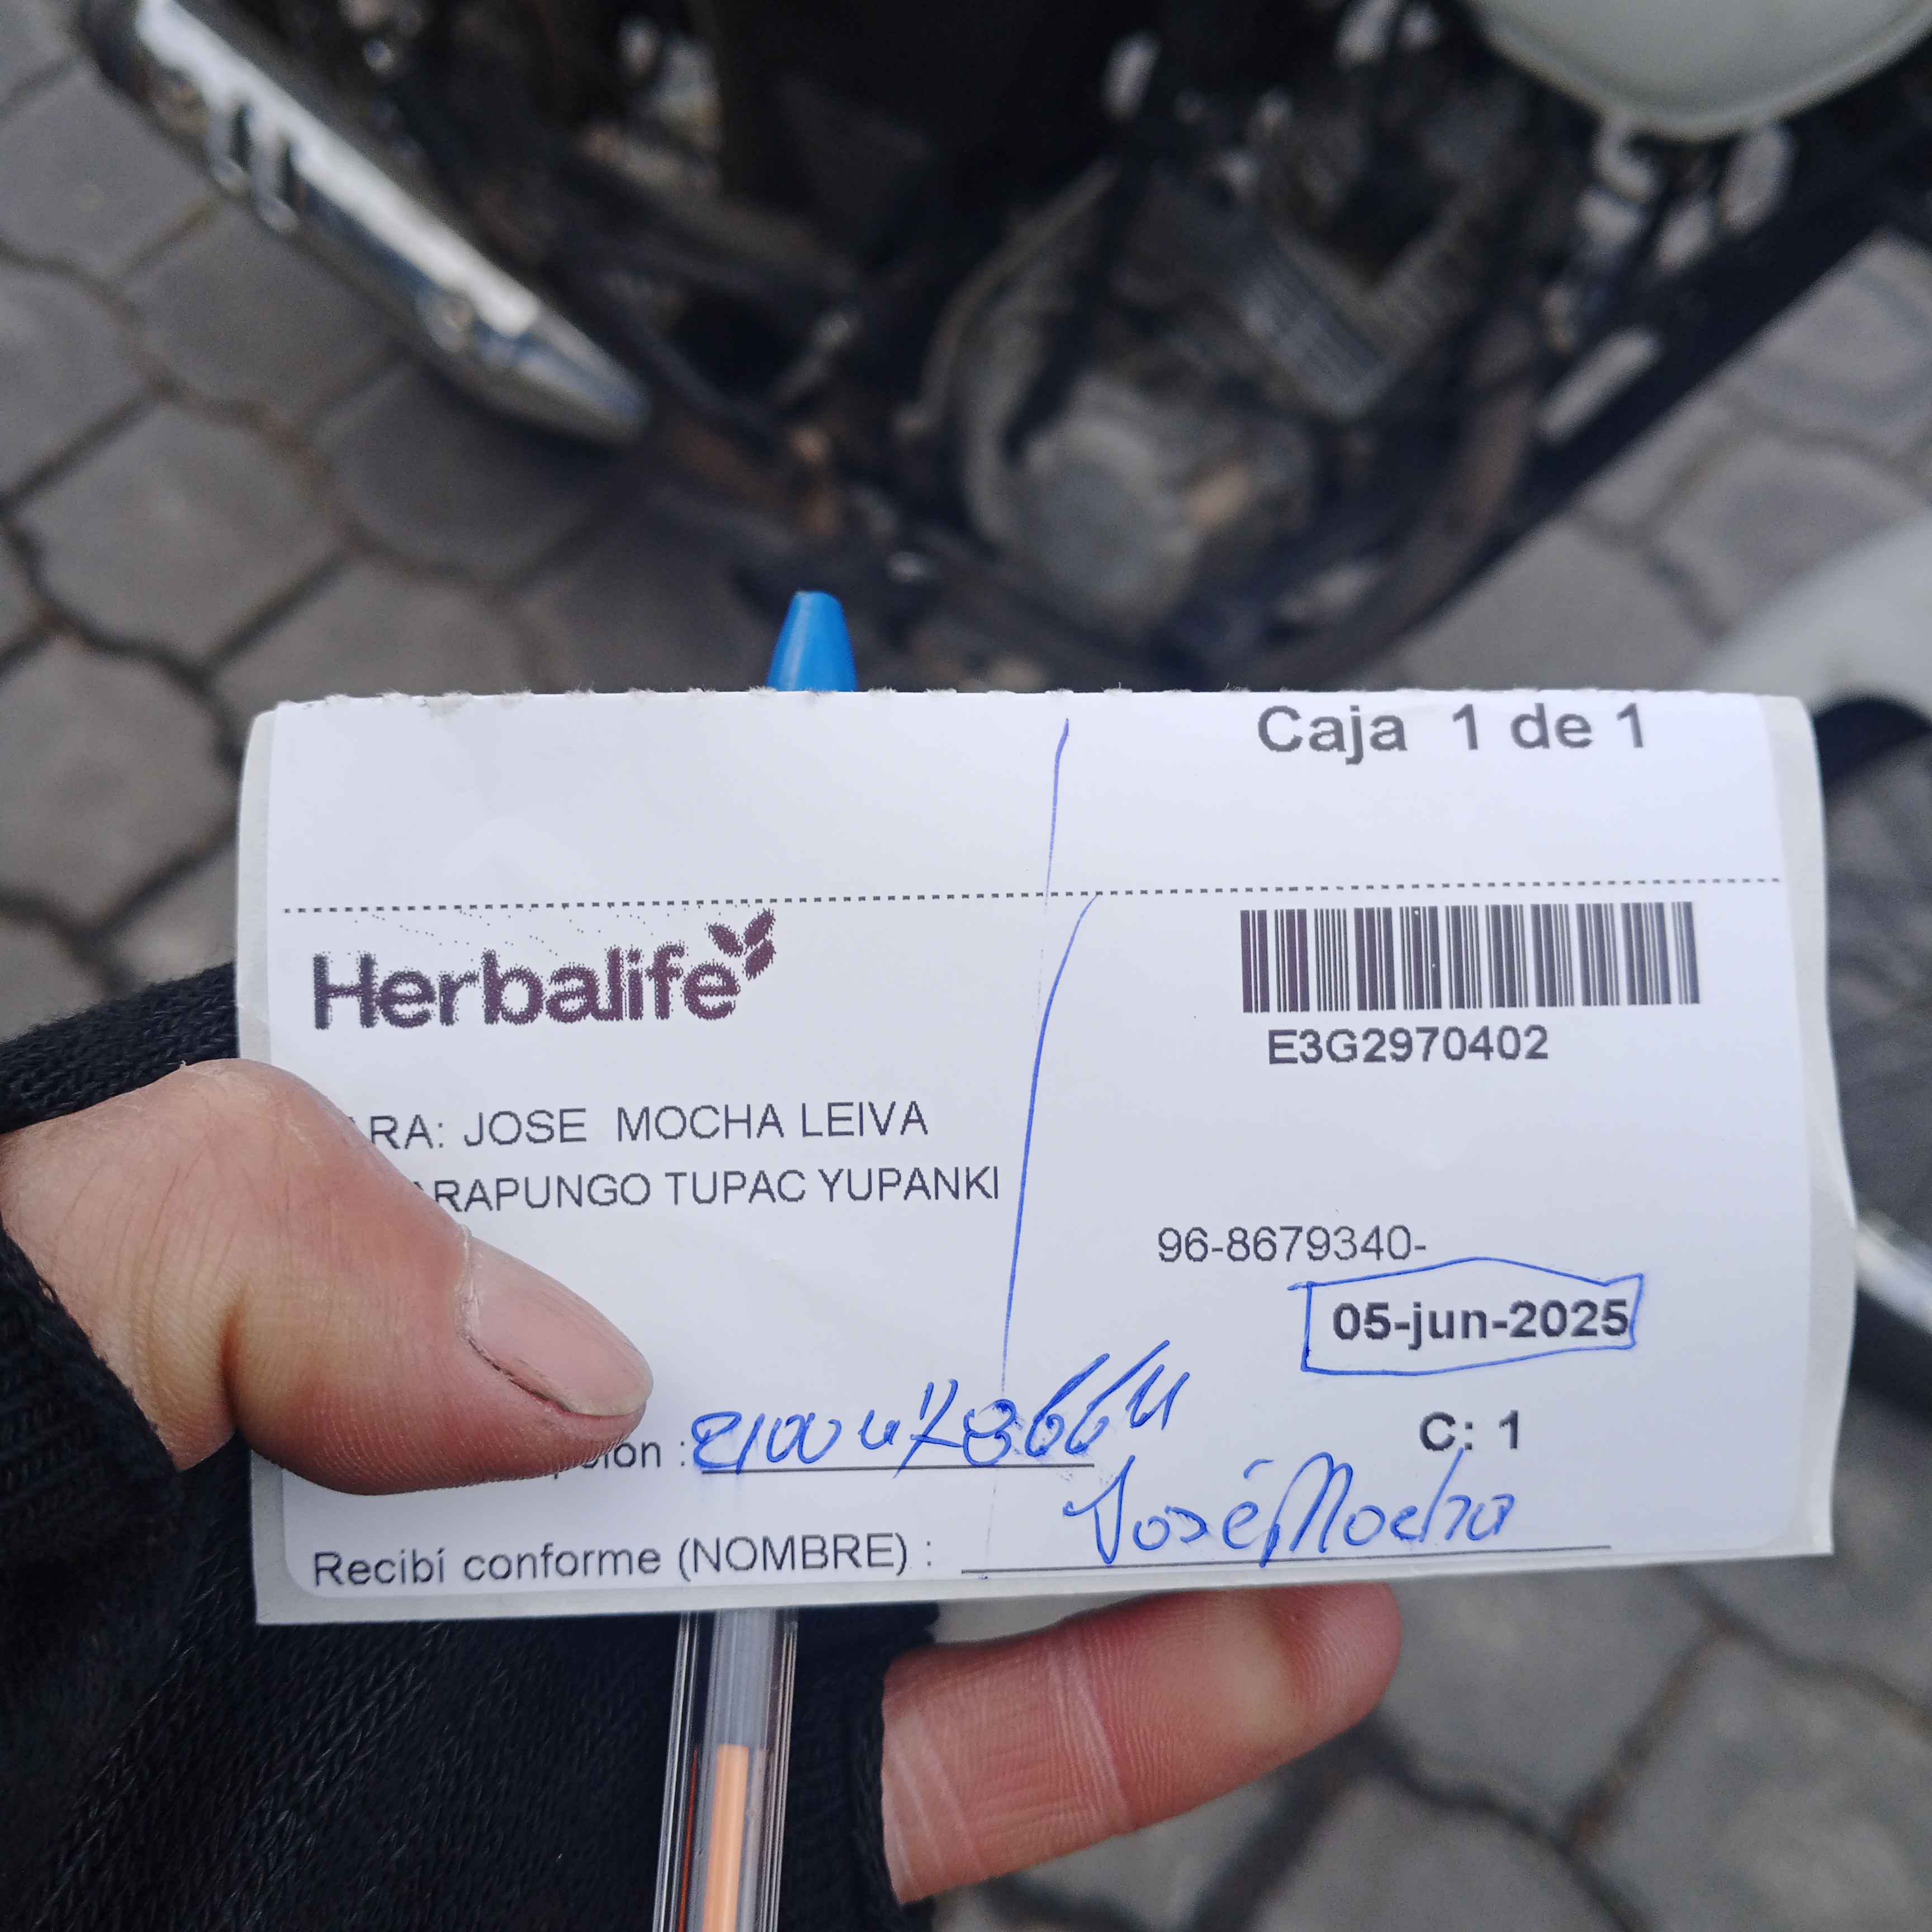 Caja 1 de 1
Herbalife
E3G2970402
ARA: JOSE MOCHA LEIVA
ARAPUNGO TUPAC YUPANKI
96-8679340-
05-jun-2025
C: 1
José Mocha
Recibí conforme (NOMBRE) :